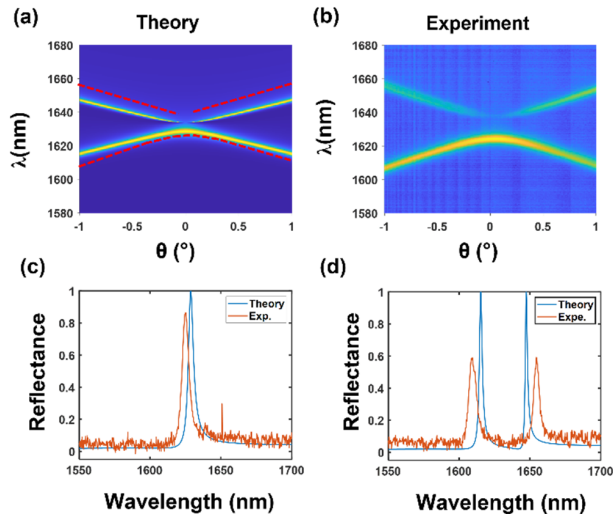 (a) Theory
(b) Experiment
1680
1660
1640
1620
1600
1580
λ(nm)
-1 -0.5 0 0.5 1
θ (°)
1680
1660
1640
1620
1600
1580
λ(nm)
-1 -0.5 0 0.5 1
θ (°)
(c)
1
0.8
0.6
0.4
0.2
0
Reflectance
Theory
Exp.
1550 1600 1650 1700
Wavelength (nm)
(d)
1
0.8
0.6
0.4
0.2
0
Reflectance
Theory
Expe.
1550 1600 1650 1700
Wavelength (nm)